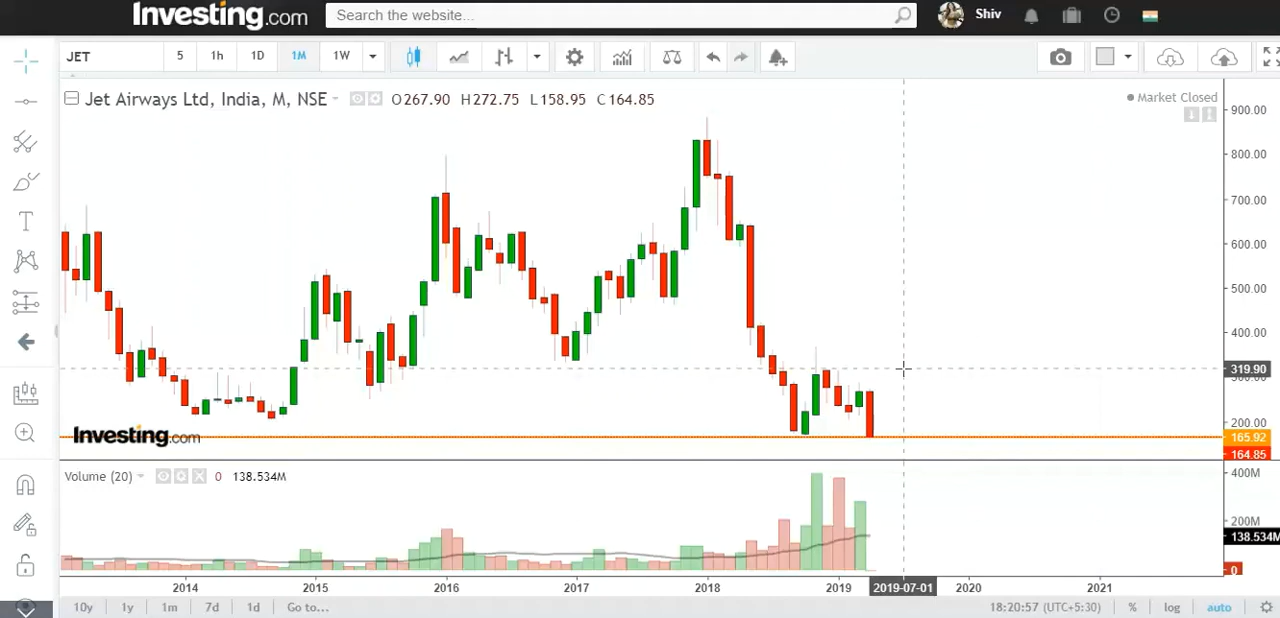 Investing.com
Search the website...
Shiv
JET 5 1h 1D 1M 1W
Jet Airways Ltd, India, M, NSE O267.90 H272.75 L158.95 C164.85
Market Closed
900.00
800.00
700.00
600.00
500.00
400.00
319.90
300.00
200.00
165.92
164.85
Investing.com
Volume (20) 0 138.534M
400M
200M
138.534M
0
2014 2015 2016 2017 2018 2019 2019-07-01 2020 2021
10y 1y 1m 7d 1d Go to... 18:20:57 (UTC+5:30) % log auto